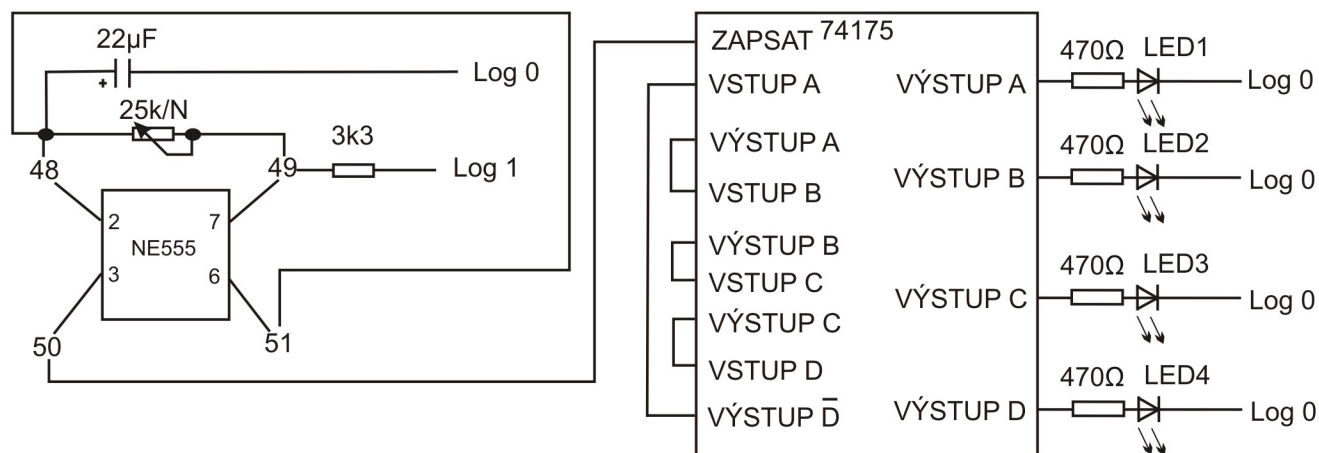 22µF
+
Log 0
25k/N
48
49
3k3
Log 1
2
7
NE555
3
6
50
51
ZAPSAT 74175
VSTUP A
VÝSTUP A
VSTUP B
VÝSTUP B
VSTUP C
VÝSTUP C
VSTUP D
VÝSTUP D̅
VÝSTUP A
VÝSTUP B
VÝSTUP C
VÝSTUP D
470Ω LED1
Log 0
470Ω LED2
Log 0
470Ω LED3
Log 0
470Ω LED4
Log 0